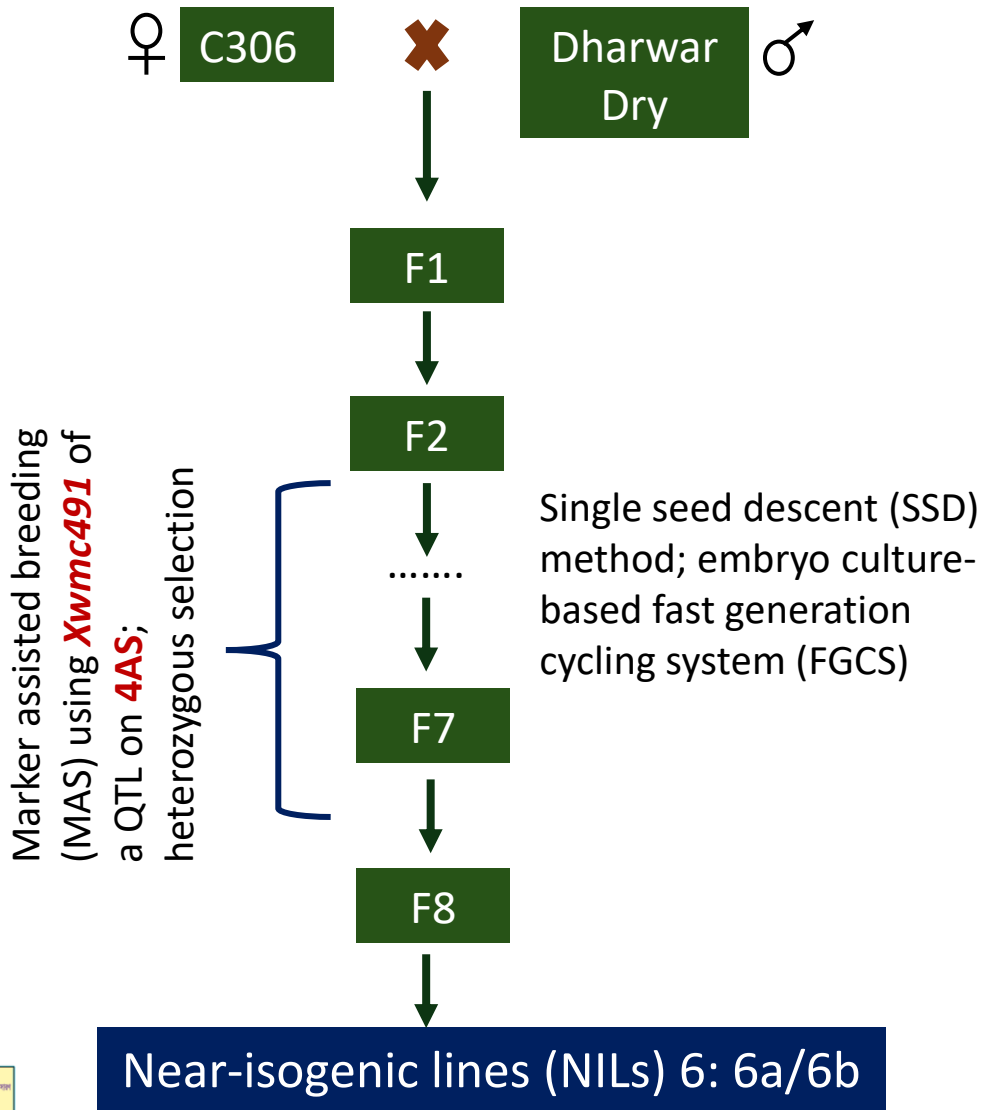 C306
Dharwar
Dry
F1
F2
Marker assisted breeding
(MAS) using Xwmc491 of
a QTL on 4AS;
heterozygous selection
.......
Single seed descent (SSD)
method; embryo culture-
based fast generation
cycling system (FGCS)
F7
F8
Near-isogenic lines (NILs) 6: 6a/6b